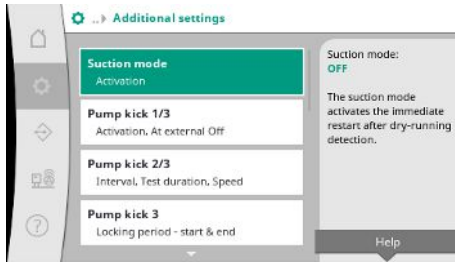 ..▸ Additional settings
Suction mode
Activation
Pump kick 1/3
Activation, At external Off
Pump kick 2/3
Interval, Test duration, Speed
Pump kick 3
Locking period - start & end
Suction mode:
OFF
The suction mode
activates the immediate
restart after dry-running
detection.
Help
?